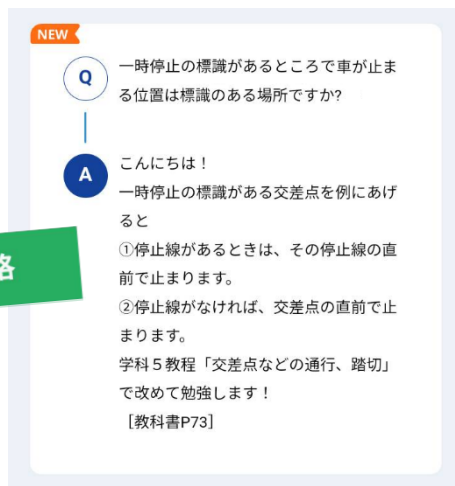 NEW
Q
一時停止の標識があるところで車が止ま
る位置は標識のある場所ですか?
A
こんにちは！
一時停止の標識がある交差点を例にあげ
ると
①停止線があるときは、その停止線の直
前で止まります。
②停止線がなければ、交差点の直前で止
まります。
学科５教程「交差点などの通行、踏切」
で改めて勉強します！
［教科書P73］